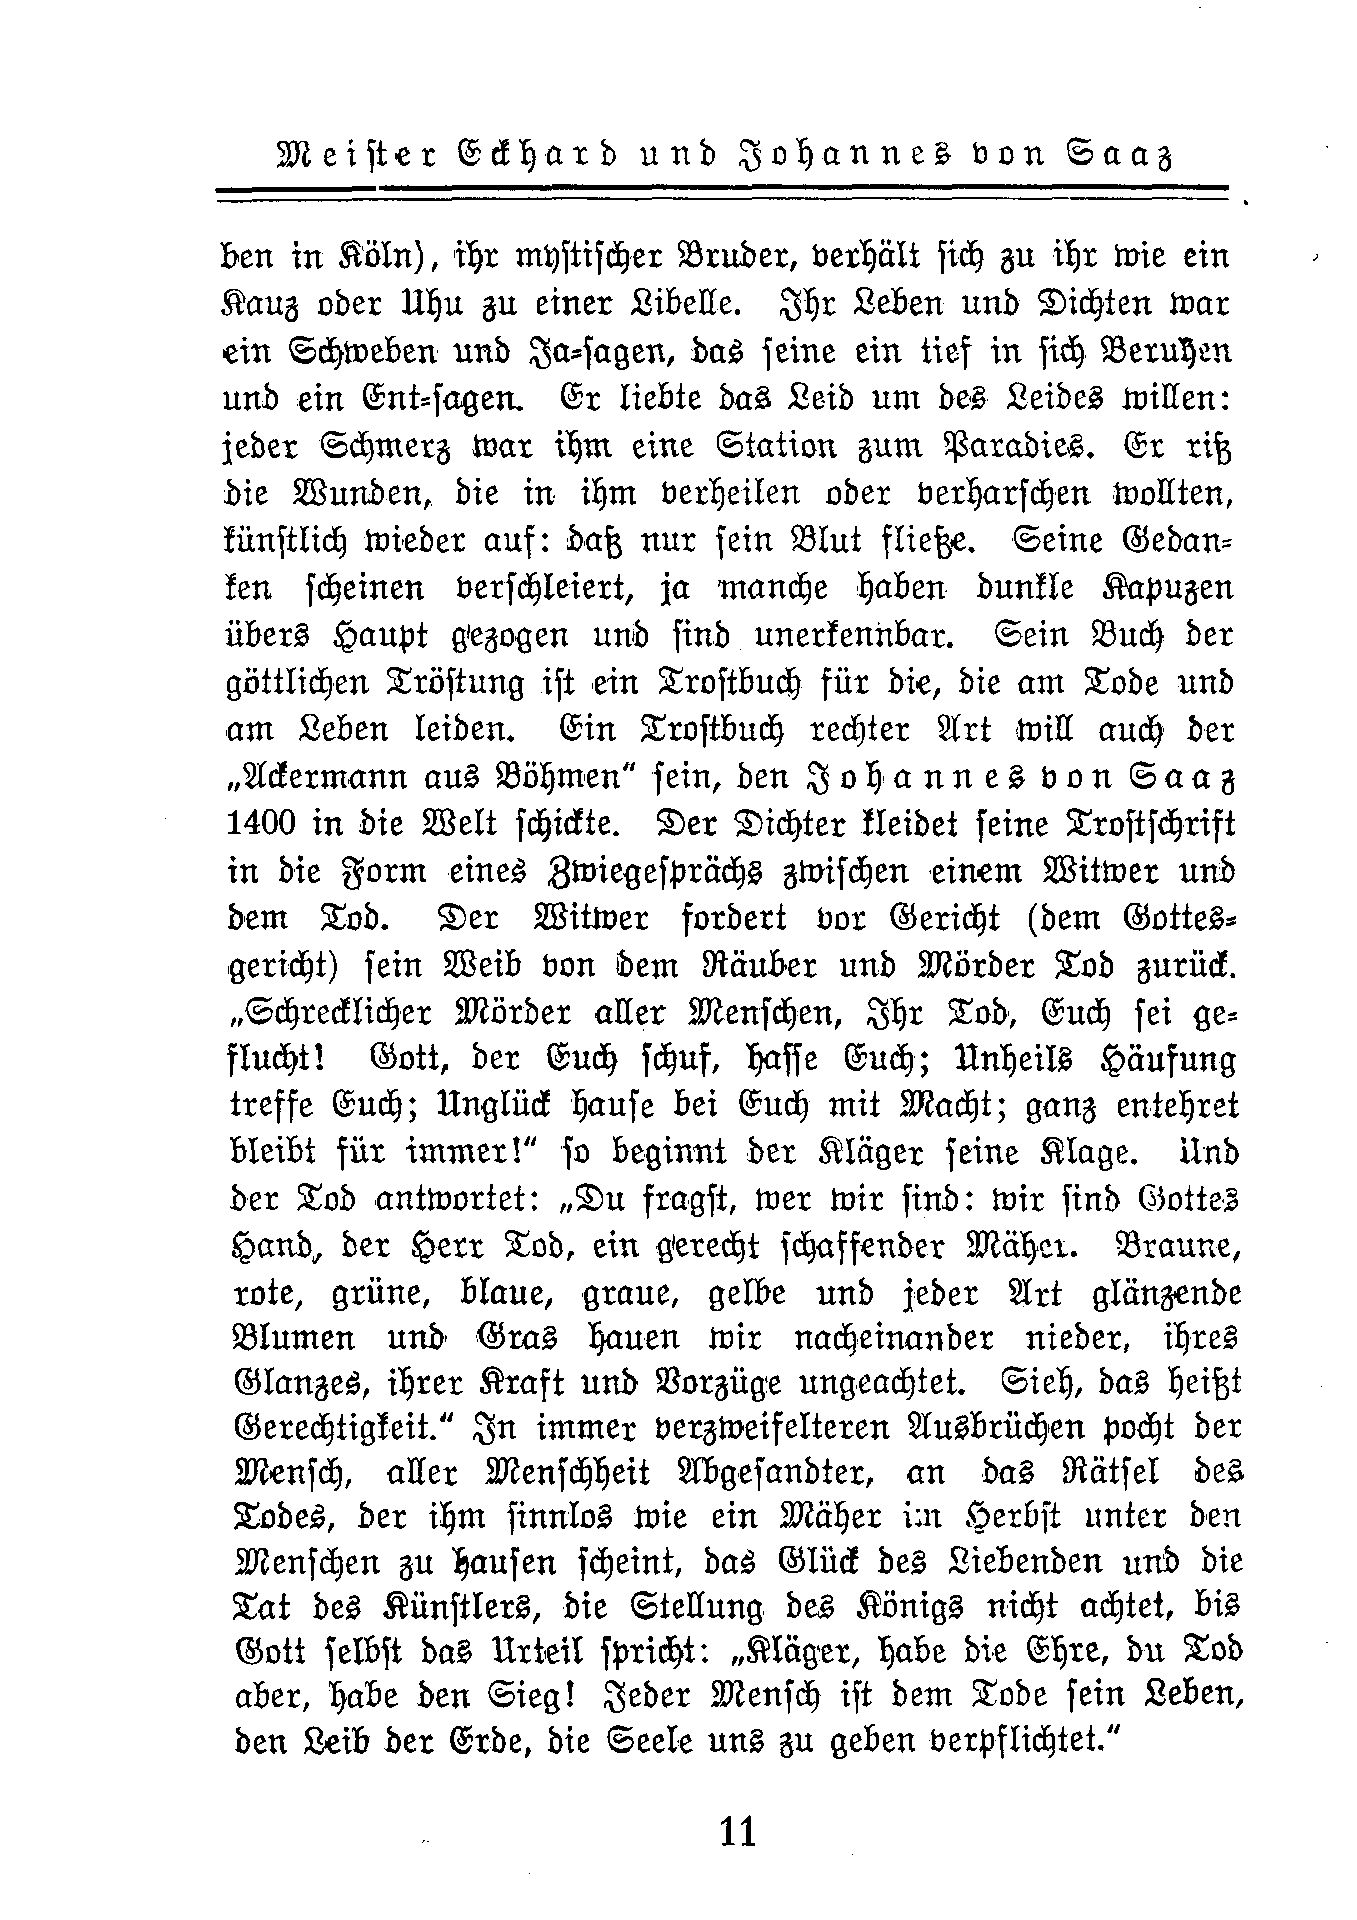 Meister Eckhard und Johannes von Saaz
ben in Köln), ihr mystischer Bruder, verhält sich zu ihr wie ein
Kauz oder Uhu zu einer Libelle. Ihr Leben und Dichten war
ein Schweben und Ja-sagen, das seine ein tief in sich Beruhen
und ein Ent-sagen. Er liebte das Leid um des Leides willen:
jeder Schmerz war ihm eine Station zum Paradies. Er riß
die Wunden, die in ihm verheilen oder verharschen wollten,
künstlich wieder auf: daß nur sein Blut fließe. Seine Gedan-
ken scheinen verschleiert, ja manche haben dunkle Kapuzen
übers Haupt gezogen und sind unerkennbar. Sein Buch der
göttlichen Tröstung ist ein Trostbuch für die, die am Tode und
am Leben leiden. Ein Trostbuch rechter Art will auch der
„Ackermann aus Böhmen“ sein, den Johannes von Saaz
1400 in die Welt schickte. Der Dichter kleidet seine Trostschrift
in die Form eines Zwiegesprächs zwischen einem Witwer und
dem Tod. Der Witwer fordert vor Gericht (dem Gottes-
gericht) sein Weib von dem Räuber und Mörder Tod zurück.
„Schrecklicher Mörder aller Menschen, Ihr Tod, Euch sei ge-
flucht! Gott, der Euch schuf, hasse Euch; Unheils Häufung
treffe Euch; Unglück hause bei Euch mit Macht; ganz entehret
bleibt für immer!“ so beginnt der Kläger seine Klage. Und
der Tod antwortet: „Du fragst, wer wir sind: wir sind Gottes
Hand, der Herr Tod, ein gerecht schaffender Mäher. Braune,
rote, grüne, blaue, graue, gelbe und jeder Art glänzende
Blumen und Gras hauen wir nacheinander nieder, ihres
Glanzes, ihrer Kraft und Vorzüge ungeachtet. Sieh, das heißt
Gerechtigkeit.“ In immer verzweifelteren Ausbrüchen pocht der
Mensch, aller Menschheit Abgesandter, an das Rätsel des
Todes, der ihm sinnlos wie ein Mäher im Herbst unter den
Menschen zu hausen scheint, das Glück des Liebenden und die
Tat des Künstlers, die Stellung des Königs nicht achtet, bis
Gott selbst das Urteil spricht: „Kläger, habe die Ehre, du Tod
aber, habe den Sieg! Jeder Mensch ist dem Tode sein Leben,
den Leib der Erde, die Seele uns zu geben verpflichtet.“
11